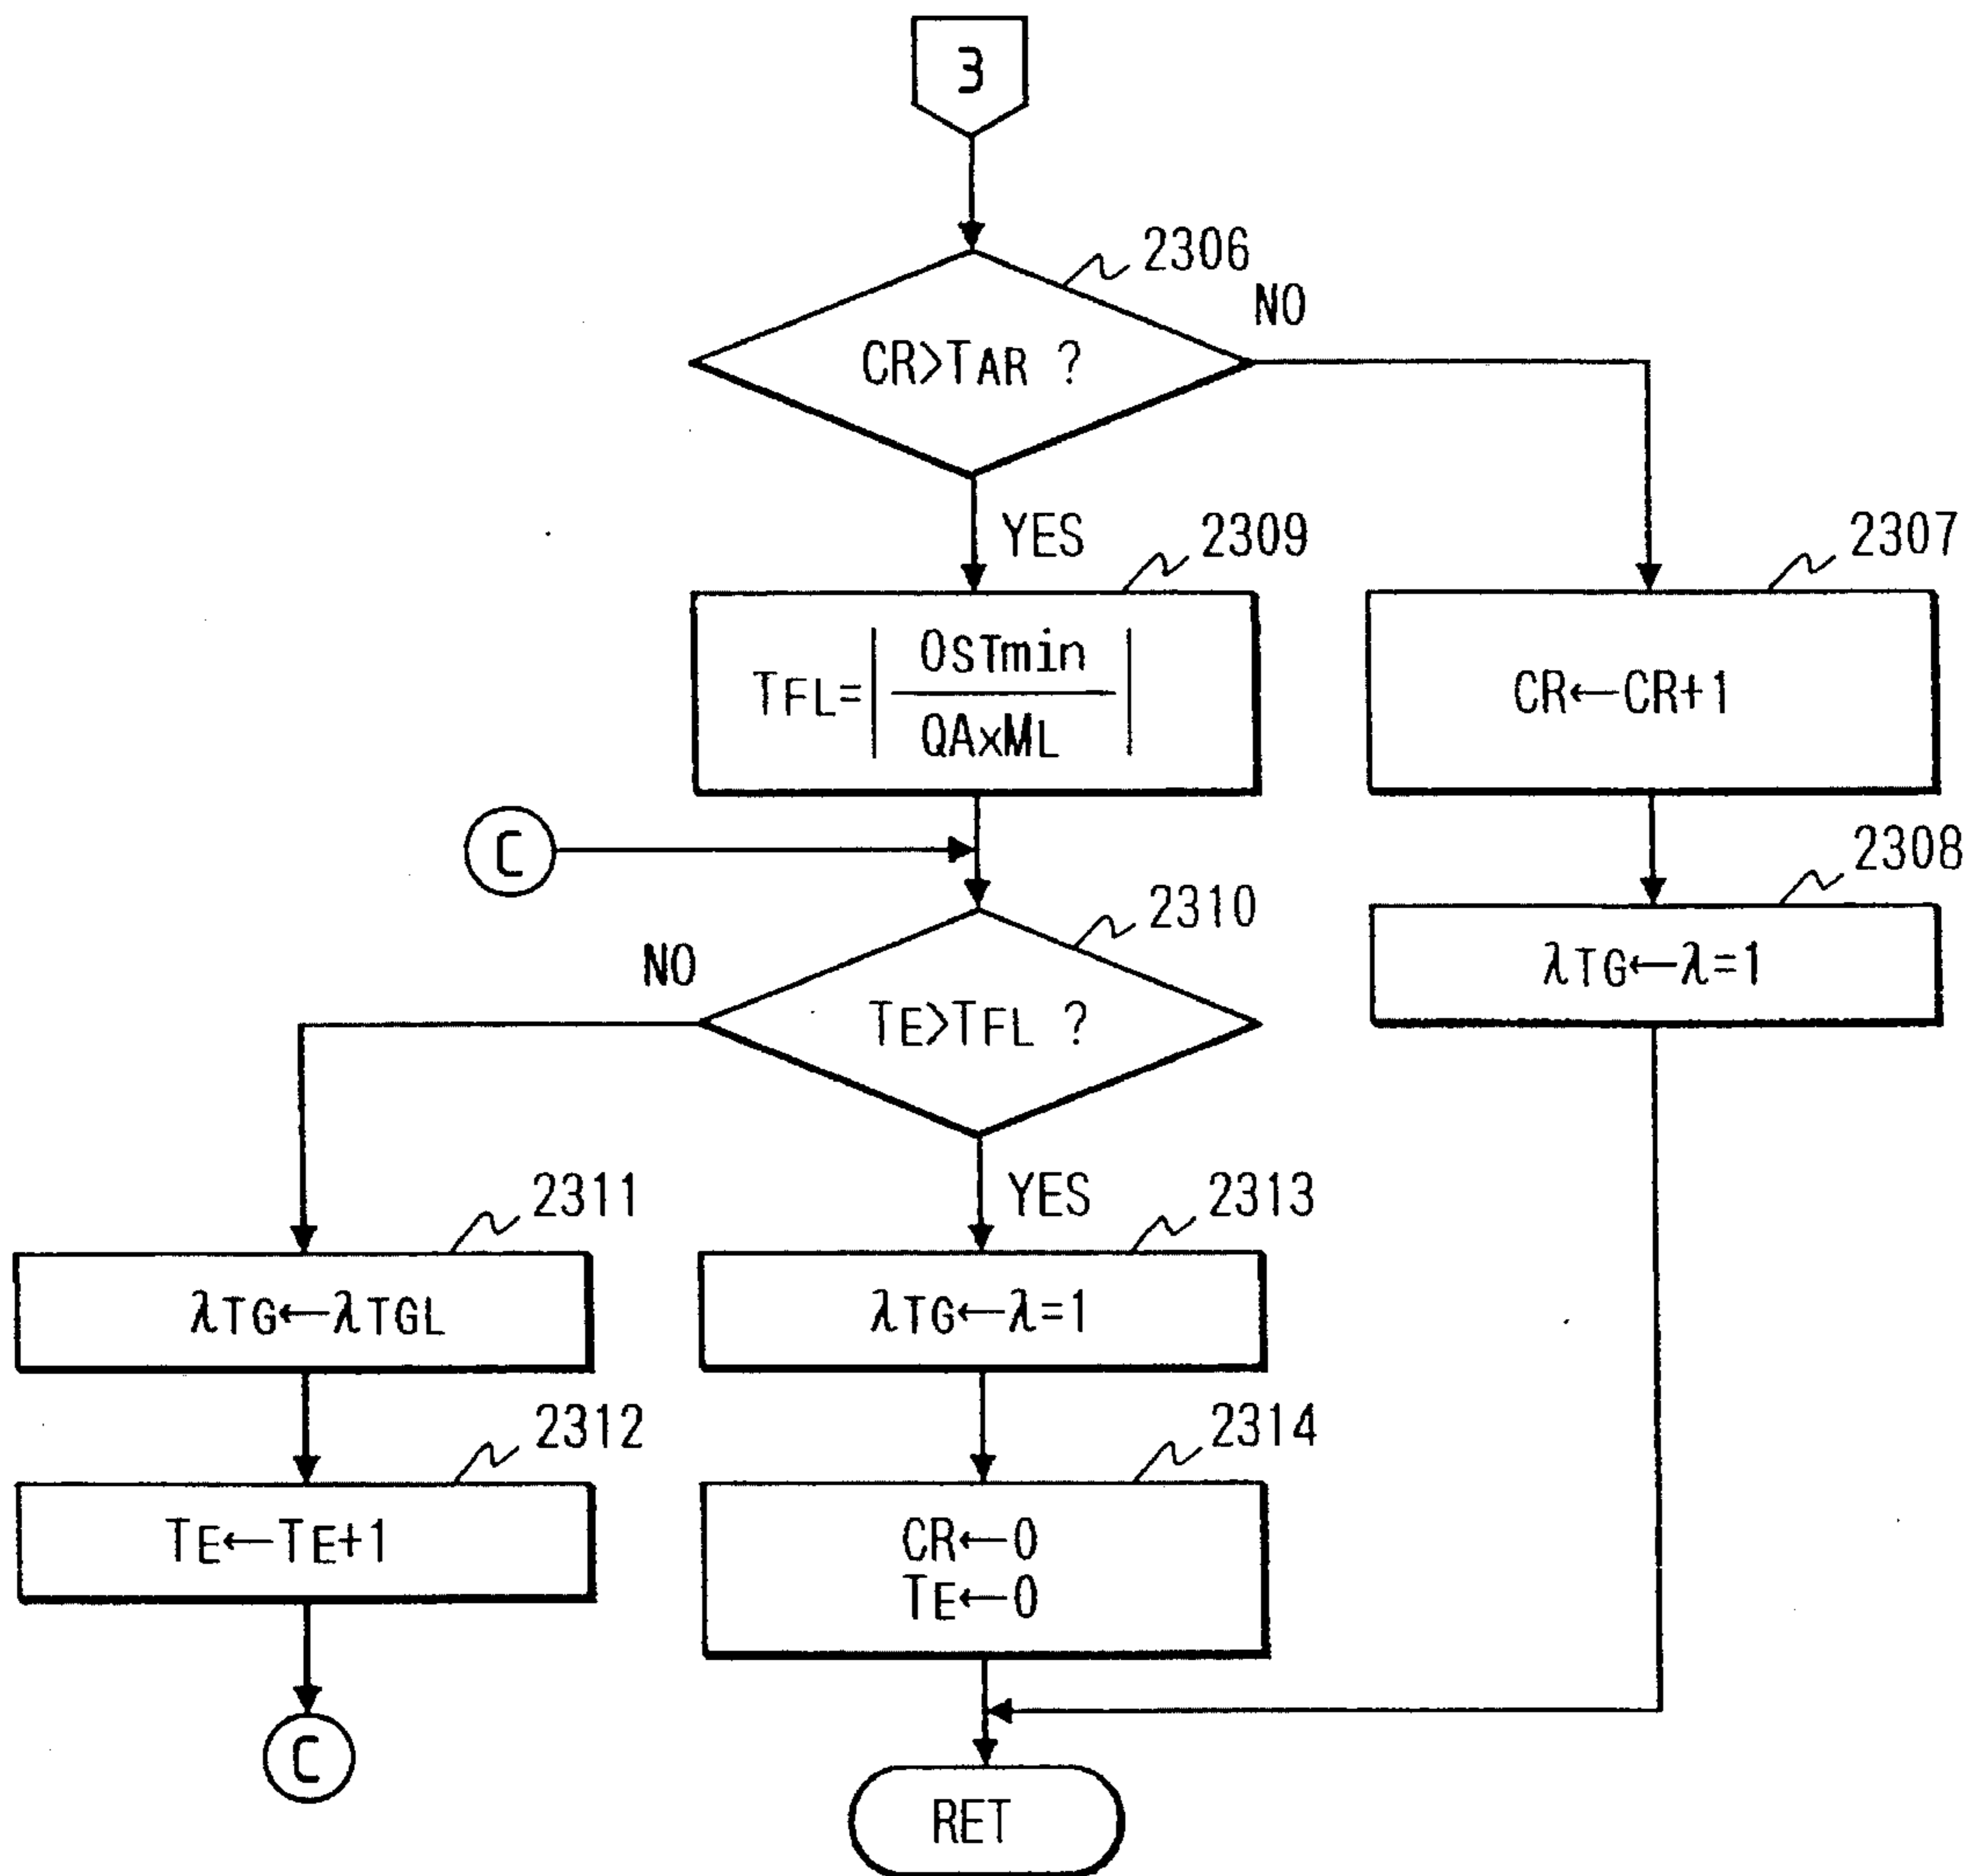 3
2306
NO
CR>TAR ?
YES
2309
2307
TFL=| OSTmin
QAxML |
CR←CR+1
C
2308
λTG←λ=1
2310
NO
TE>TFL ?
2311
YES
2313
λTG←λTGL
λTG←λ=1
2312
2314
TE←TE+1
CR←0
TE←0
C
RET